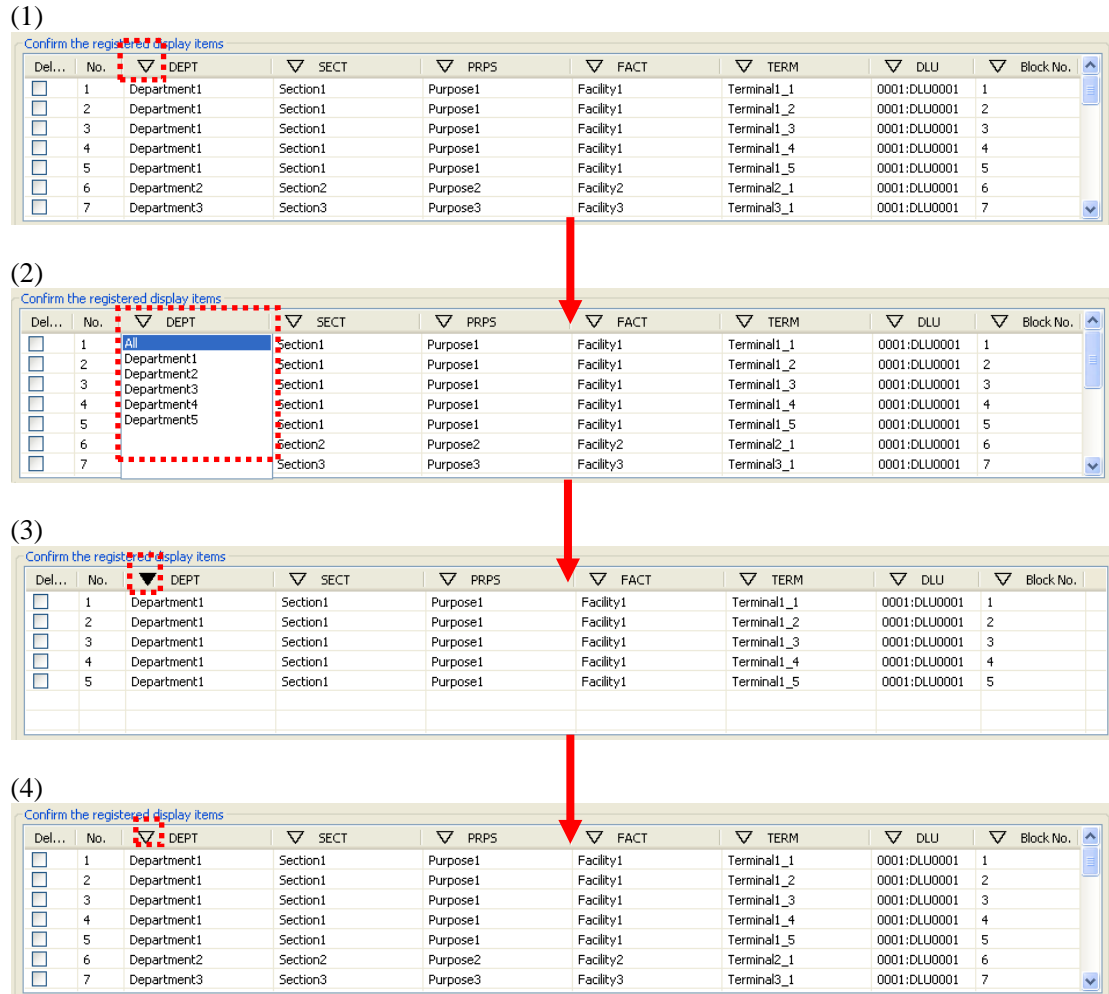 (1)
Confirm the registered display items
Del... No. DEPT SECT PRPS FACT TERM DLU Block No.
1 Department1 Section1 Purpose1 Facility1 Terminal1_1 0001:DLU0001 1
2 Department1 Section1 Purpose1 Facility1 Terminal1_2 0001:DLU0001 2
3 Department1 Section1 Purpose1 Facility1 Terminal1_3 0001:DLU0001 3
4 Department1 Section1 Purpose1 Facility1 Terminal1_4 0001:DLU0001 4
5 Department1 Section1 Purpose1 Facility1 Terminal1_5 0001:DLU0001 5
6 Department2 Section2 Purpose2 Facility2 Terminal2_1 0001:DLU0001 6
7 Department3 Section3 Purpose3 Facility3 Terminal3_1 0001:DLU0001 7
(2)
Confirm the registered display items
Del... No. DEPT SECT PRPS FACT TERM DLU Block No.
1 All Section1 Purpose1 Facility1 Terminal1_1 0001:DLU0001 1
2 Department1 Section1 Purpose1 Facility1 Terminal1_2 0001:DLU0001 2
Department2
3 Department3 Section1 Purpose1 Facility1 Terminal1_3 0001:DLU0001 3
4 Department4 Section1 Purpose1 Facility1 Terminal1_4 0001:DLU0001 4
5 Department5 Section1 Purpose1 Facility1 Terminal1_5 0001:DLU0001 5
6 Section2 Purpose2 Facility2 Terminal2_1 0001:DLU0001 6
7 Section3 Purpose3 Facility3 Terminal3_1 0001:DLU0001 7
(3)
Confirm the registered display items
Del... No. DEPT SECT PRPS FACT TERM DLU Block No.
1 Department1 Section1 Purpose1 Facility1 Terminal1_1 0001:DLU0001 1
2 Department1 Section1 Purpose1 Facility1 Terminal1_2 0001:DLU0001 2
3 Department1 Section1 Purpose1 Facility1 Terminal1_3 0001:DLU0001 3
4 Department1 Section1 Purpose1 Facility1 Terminal1_4 0001:DLU0001 4
5 Department1 Section1 Purpose1 Facility1 Terminal1_5 0001:DLU0001 5
(4)
Confirm the registered display items
Del... No. DEPT SECT PRPS FACT TERM DLU Block No.
1 Department1 Section1 Purpose1 Facility1 Terminal1_1 0001:DLU0001 1
2 Department1 Section1 Purpose1 Facility1 Terminal1_2 0001:DLU0001 2
3 Department1 Section1 Purpose1 Facility1 Terminal1_3 0001:DLU0001 3
4 Department1 Section1 Purpose1 Facility1 Terminal1_4 0001:DLU0001 4
5 Department1 Section1 Purpose1 Facility1 Terminal1_5 0001:DLU0001 5
6 Department2 Section2 Purpose2 Facility2 Terminal2_1 0001:DLU0001 6
7 Department3 Section3 Purpose3 Facility3 Terminal3_1 0001:DLU0001 7